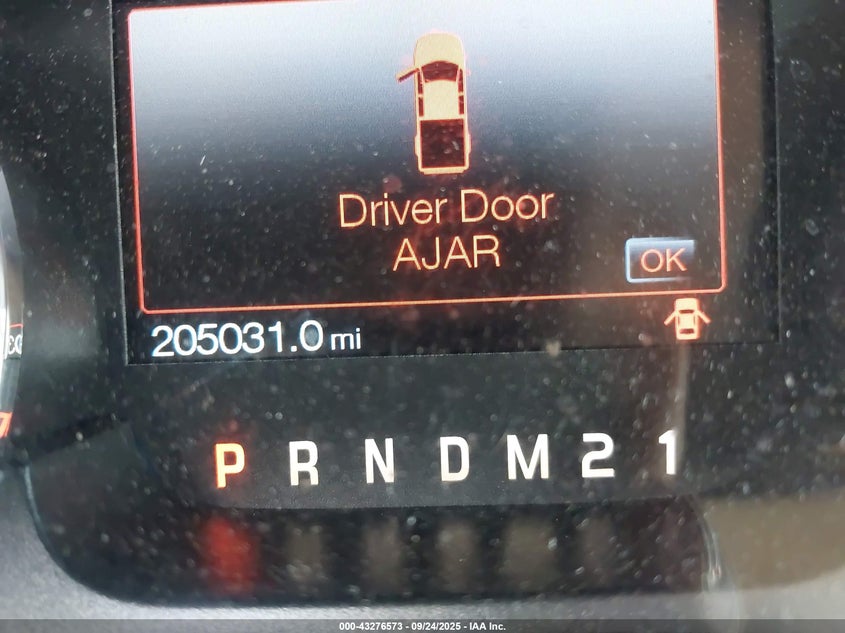 Driver Door
AJAR
OK
205031.0 mi
P R N D M 2 1
000-43276573 - 09/24/2025 - IAA Inc.